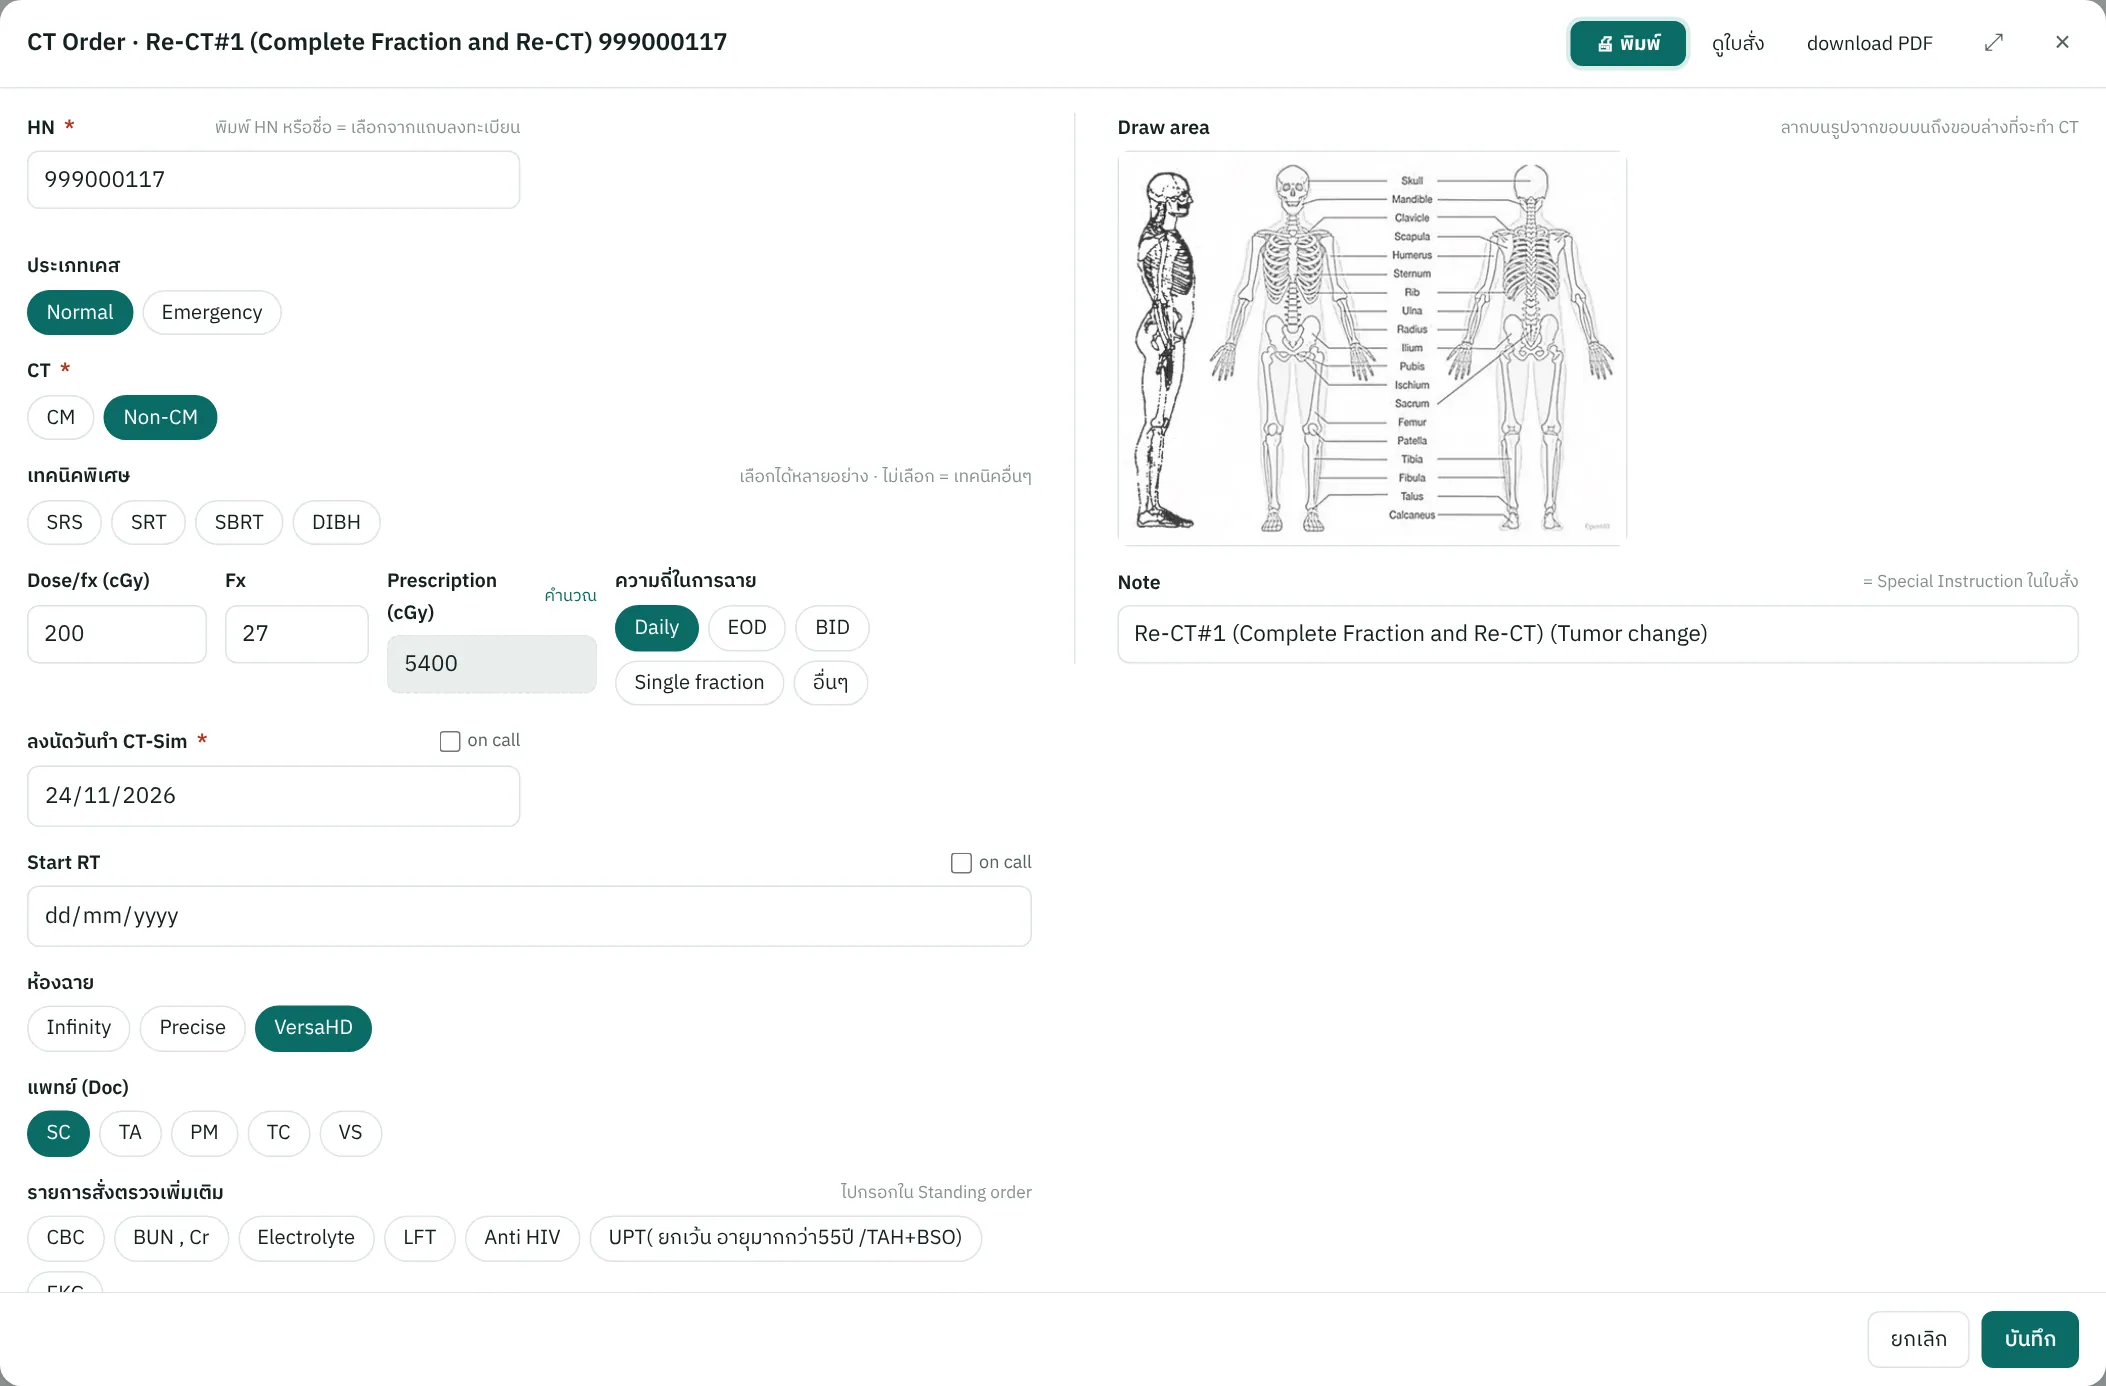 CT Order · Re-CT#1 (Complete Fraction and Re-CT) 999000117
พิมพ์
ดูใบสั่ง
download PDF
HN *
พิมพ์ HN หรือชื่อ = เลือกจากแถบลงทะเบียน
999000117
ประเภทเคส
Normal
Emergency
CT *
CM
Non-CM
เทคนิคพิเศษ
เลือกได้หลายอย่าง · ไม่เลือก = เทคนิคอื่นๆ
SRS
SRT
SBRT
DIBH
Dose/fx (cGy)
200
Fx
27
Prescription
(cGy)
คำนวณ
5400
ความถี่ในการฉาย
Daily
EOD
BID
Single fraction
อื่นๆ
ลงนัดวันทำ CT-Sim *
on call
24/11/2026
Start RT
on call
dd/mm/yyyy
ห้องฉาย
Infinity
Precise
VersaHD
แพทย์ (Doc)
SC
TA
PM
TC
VS
รายการสั่งตรวจเพิ่มเติม
ไปกรอกใน Standing order
CBC
BUN , Cr
Electrolyte
LFT
Anti HIV
UPT( ยกเว้น อายุมากกว่า55ปี /TAH+BSO)
EKG
Draw area
ลากบนรูปจากขอบบนถึงขอบล่างที่จะทำ CT
Skull
Mandible
Clavicle
Scapula
Humerus
Sternum
Rib
Ulna
Radius
Ilium
Pubis
Ischium
Sacrum
Femur
Patella
Tibia
Fibula
Talus
Calcaneus
Note
= Special Instruction ในใบสั่ง
Re-CT#1 (Complete Fraction and Re-CT) (Tumor change)
ยกเลิก
บันทึก